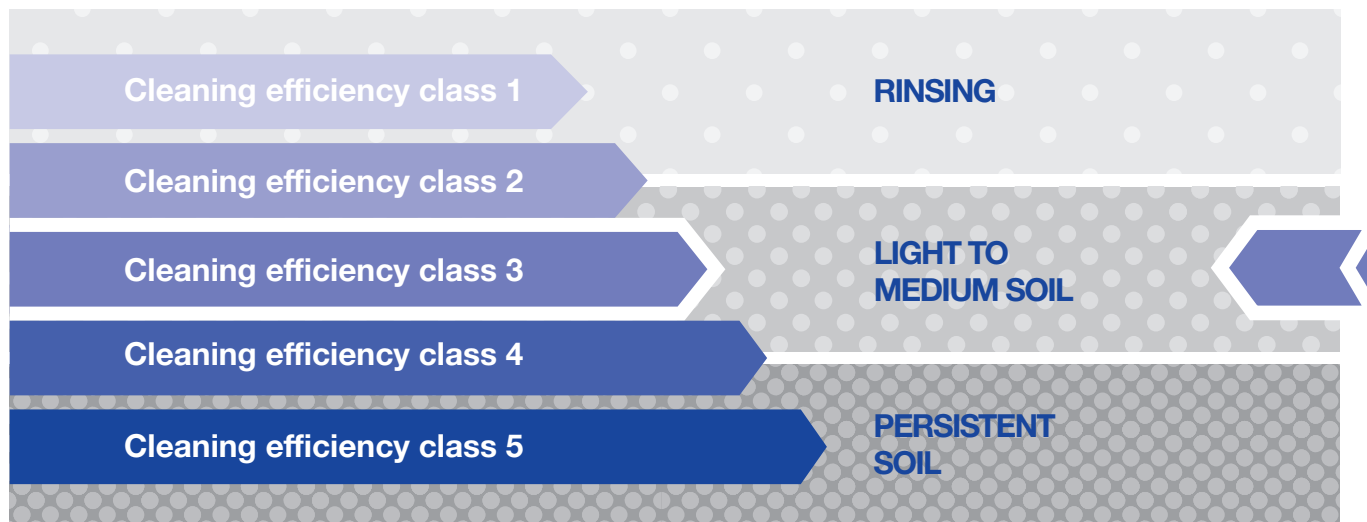 Cleaning efficiency class 1
RINSING
Cleaning efficiency class 2
Cleaning efficiency class 3
LIGHT TO
MEDIUM SOIL
Cleaning efficiency class 4
Cleaning efficiency class 5
PERSISTENT
SOIL